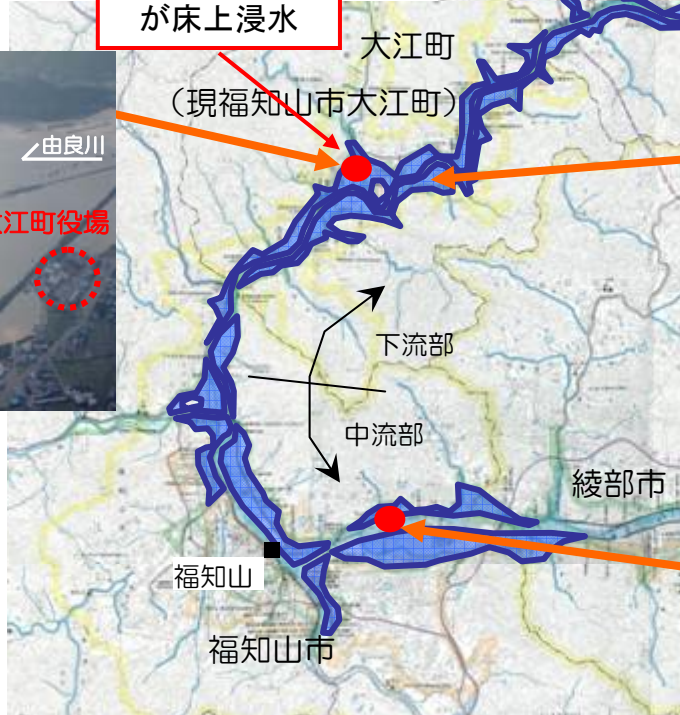 が床上浸水
大江町
（現福知山市大江町）
由良川
江町役場
下流部
中流部
綾部市
福知山
福知山市